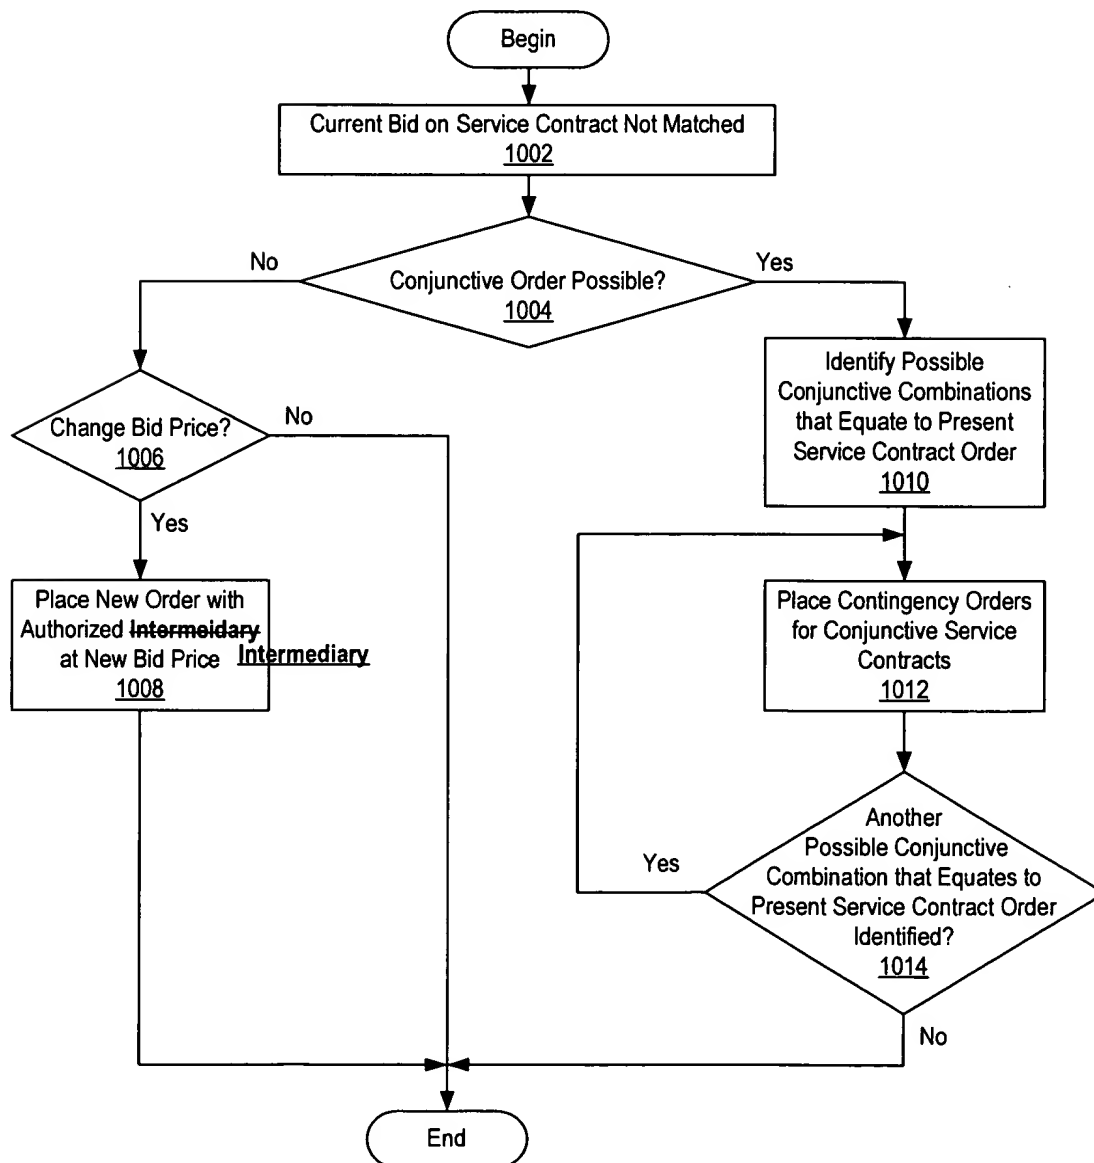 Begin
Current Bid on Service Contract Not Matched
1002
No
Yes
Conjunctive Order Possible?
1004
Identify Possible
Conjunctive Combinations
that Equate to Present
Service Contract Order
1010
Change Bid Price?
1006
No
Yes
Place New Order with
Authorized Intermeidary
at New Bid Price Intermediary
1008
Place Contingency Orders
for Conjunctive Service
Contracts
1012
Another
Possible Conjunctive
Combination that Equates to
Present Service Contract Order
Identified?
1014
Yes
No
End